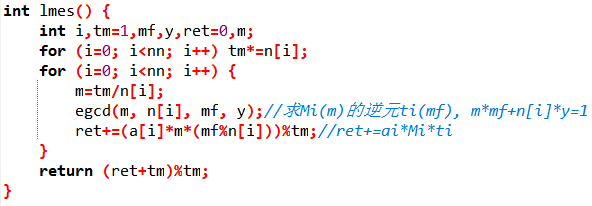 int lmes() {
    int i,tm=1,mf,y,ret=0,m;
    for (i=0; i<nn; i++) tm*=n[i];
    for (i=0; i<nn; i++) {
        m=tm/n[i];
        egcd(m, n[i], mf, y);//求Mi(m)的逆元ti(mf), m*mf+n[i]*y=1
        ret+=(a[i]*m*(mf%n[i]))%tm;//ret+=ai*Mi*ti
    }
    return (ret+tm)%tm;
}